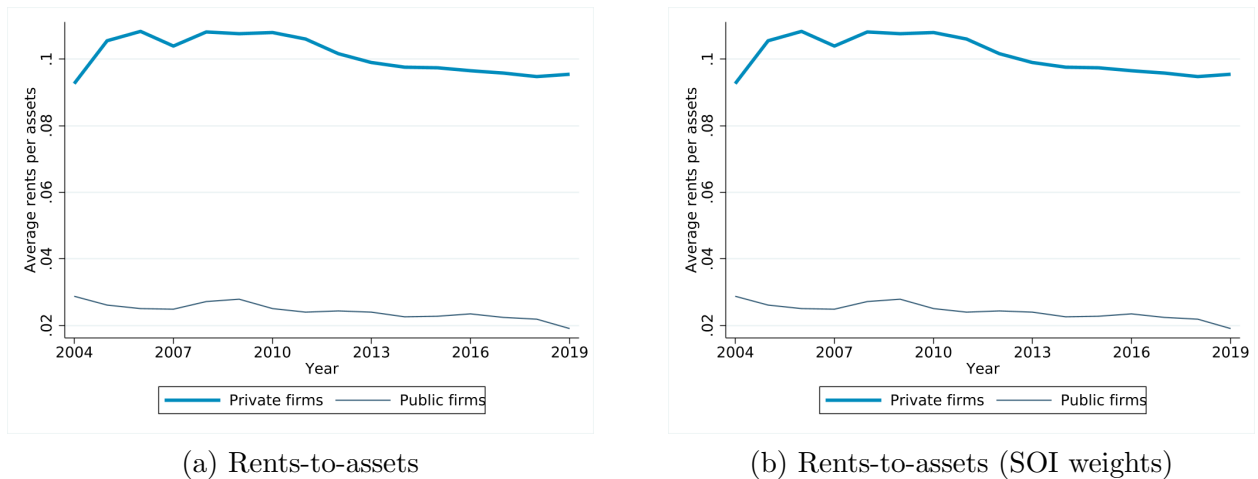 Average rents per assets
.02 .04 .06 .08 .1
2004 2007 2010 2013 2016 2019
Year
Private firms Public firms
(a) Rents-to-assets
Average rents per assets
.02 .04 .06 .08 .1
2004 2007 2010 2013 2016 2019
Year
Private firms Public firms
(b) Rents-to-assets (SOI weights)